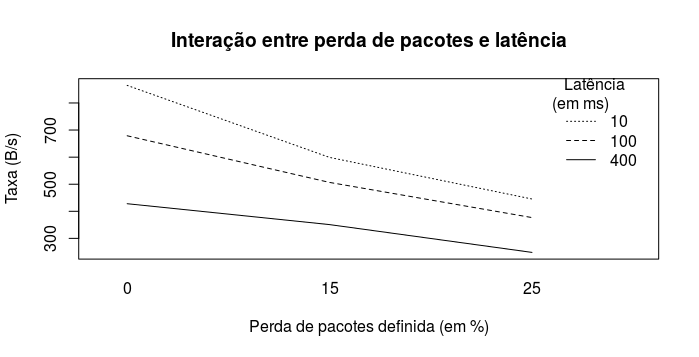 Interação entre perda de pacotes e latência
Latência
(em ms)
10
100
400
Taxa (B/s)
700
500
300
0 15 25
Perda de pacotes definida (em %)